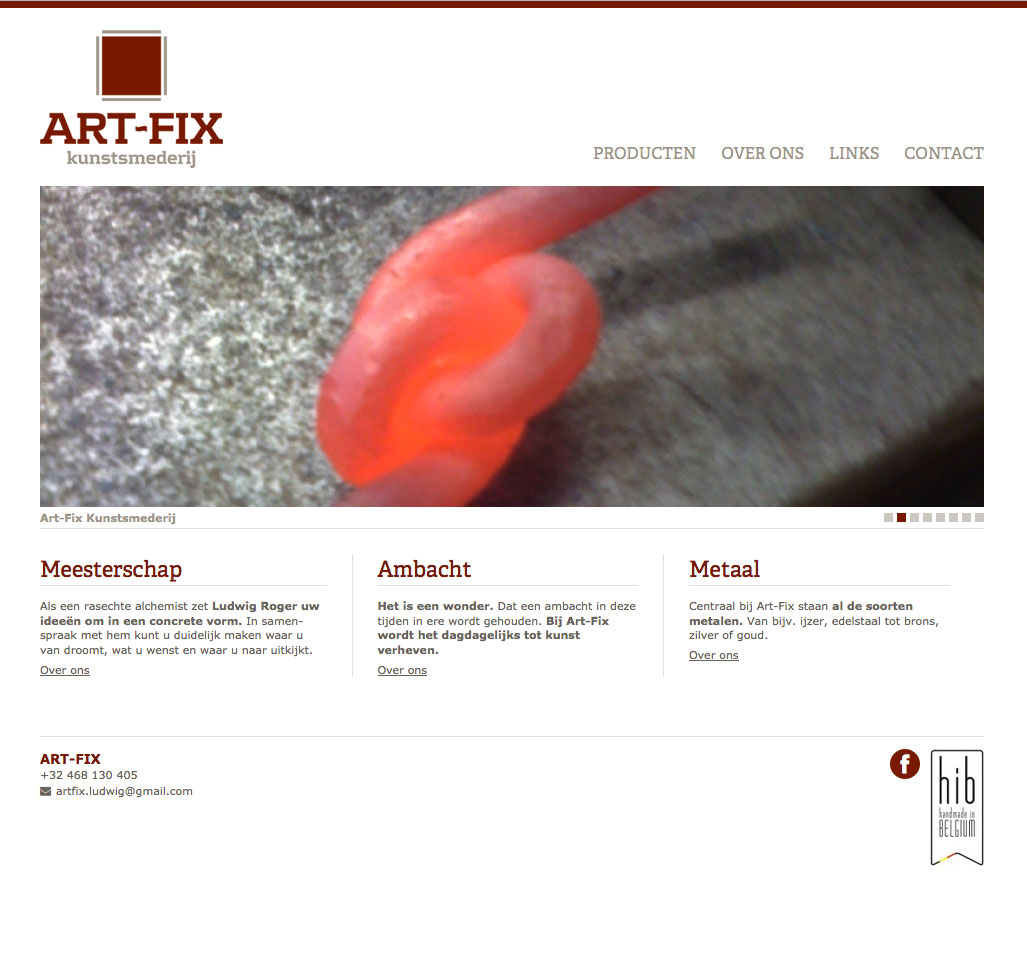 ART-FIX
kunstsmederij
PRODUCTEN OVER ONS LINKS CONTACT
Art-Fix Kunstsmederij
Meesterschap
Als een rasechte alchemist zet Ludwig Roger uw
ideeën om in een concrete vorm. In samen-
spraak met hem kunt u duidelijk maken waar u
van droomt, wat u wenst en waar u naar uitkijkt.
Over ons
Ambacht
Het is een wonder. Dat een ambacht in deze
tijden in ere wordt gehouden. Bij Art-Fix
wordt het dagdagelijks tot kunst
verheven.
Over ons
Metaal
Centraal bij Art-Fix staan al de soorten
metalen. Van bijv. ijzer, edelstaal tot brons,
zilver of goud.
Over ons
ART-FIX
+32 468 130 405
artfix.ludwig@gmail.com
f
hib
handmade in
BELGIUM